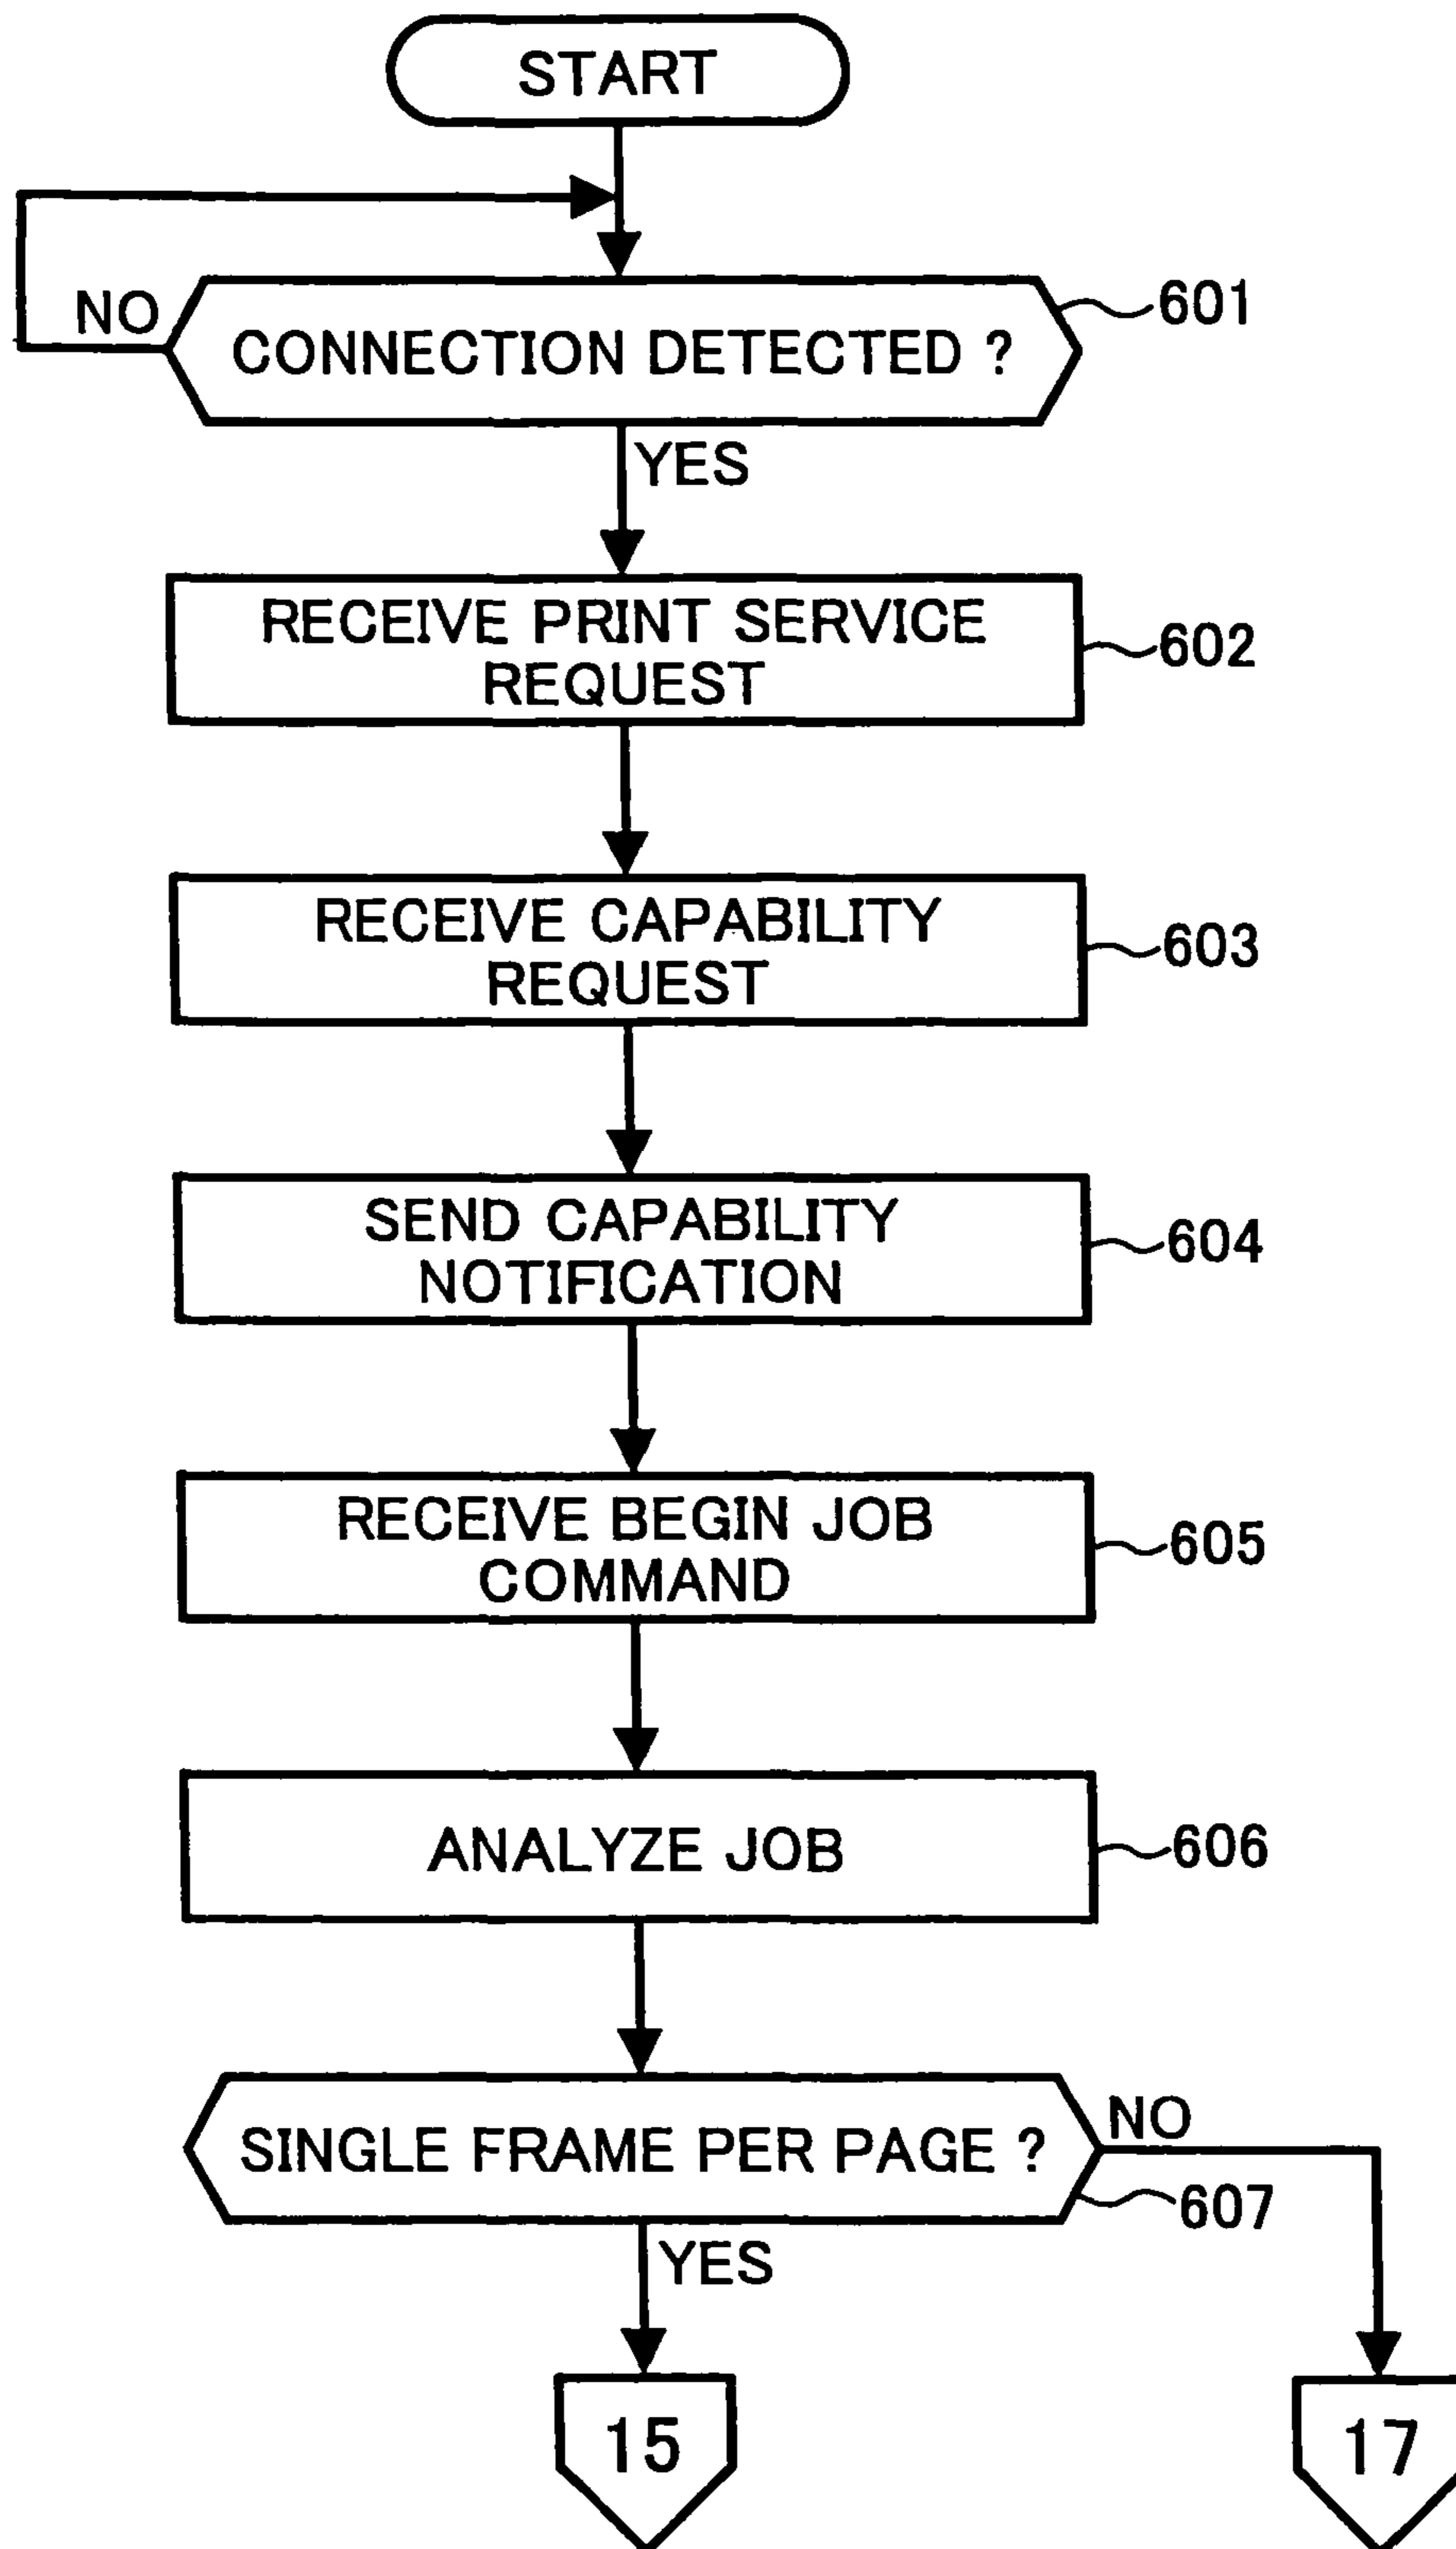 START
NO
601
CONNECTION DETECTED ?
YES
RECEIVE PRINT SERVICE
REQUEST
602
RECEIVE CAPABILITY
REQUEST
603
SEND CAPABILITY
NOTIFICATION
604
RECEIVE BEGIN JOB
COMMAND
605
ANALYZE JOB
606
SINGLE FRAME PER PAGE ?
NO
607
YES
15
17